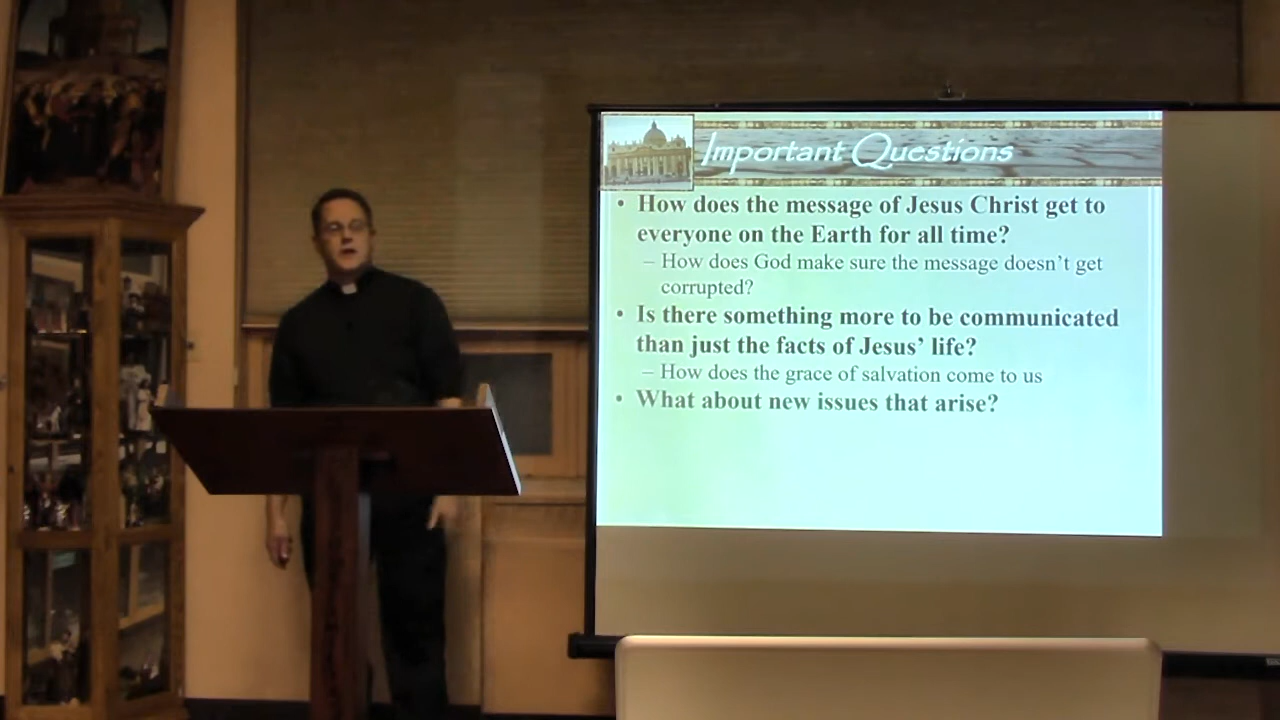 Important Questions
• How does the message of Jesus Christ get to
everyone on the Earth for all time?
– How does God make sure the message doesn’t get
corrupted?
• Is there something more to be communicated
than just the facts of Jesus’ life?
– How does the grace of salvation come to us
• What about new issues that arise?